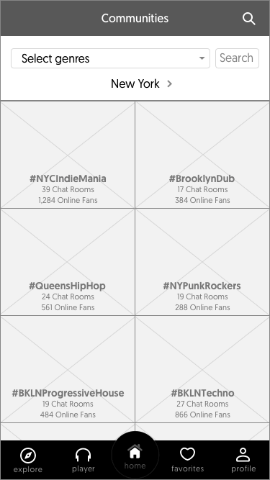 Communities
Select genres
Search
New York
#NYCIndieMania
39 Chat Rooms
1,284 Online Fans
#BrooklynDub
17 Chat Rooms
384 Online Fans
#QueensHipHop
24 Chat Rooms
561 Online Fans
#NYPunkRockers
19 Chat Rooms
288 Online Fans
#BKLNProgressiveHouse
19 Chat Rooms
484 Online Fans
#BKLNTechno
27 Chat Rooms
866 Online Fans
explore
player
home
favorites
profile